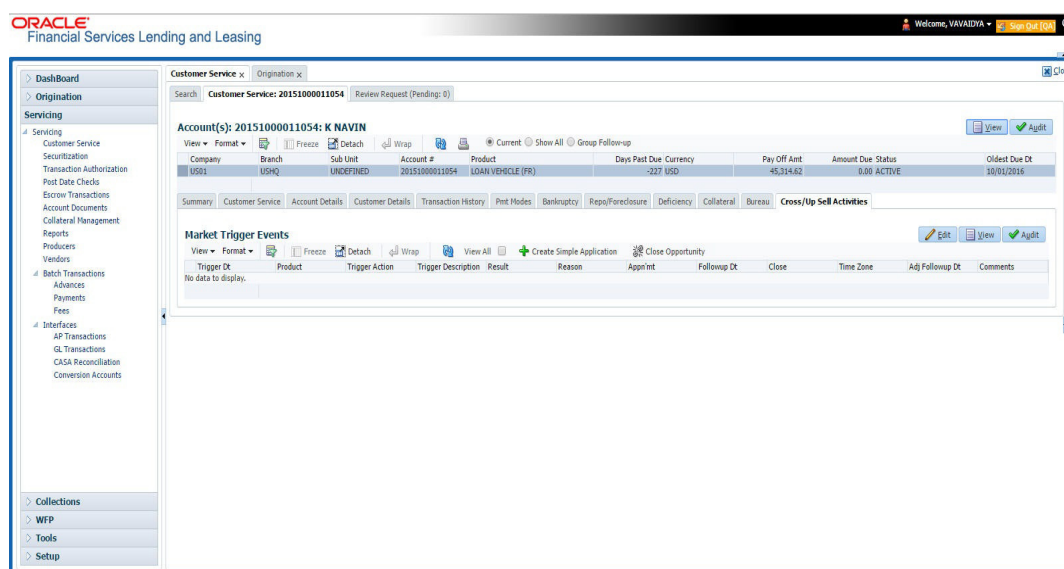 ORACLE'
Welcome, VAVAIDYA
Sign Out [QA]
Financial Services Lending and Leasing
DashBoard
Origination
Servicing
Servicing
Customer Service
Securitization
Transaction Authorization
Post Date Checks
Escrow Transactions
Account Documents
Collateral Management
Reports
Producers
Vendors
Batch Transactions
Advances
Payments
Fees
Interfaces
AP Transactions
GL Transactions
CASA Reconciliation
Conversion Accounts
Collections
WFP
Tools
Setup
Customer Service x Origination x
Clo
Search Customer Service: 20151000011054 Review Request (Pending: 0)
Account(s): 20151000011054: K NAVIN
View Audit
View Format Freeze Detach Wrap Current Show All Group Follow-up
Company Branch Sub Unit Account # Product Days Past Due Currency Pay Off Amt Amount Due Status Oldest Due Dt
US01 USHQ UNDEFINED 20151000011054 LOAN VEHICLE (FR) -227 USD 45,314.62 0.00 ACTIVE 10/01/2016
Summary Customer Service Account Details Customer Details Transaction History Pmt Modes Bankruptcy Repo/Foreclosure Deficiency Collateral Bureau Cross/Up Sell Activities
Market Trigger Events
Edit View Audit
View Format Freeze Detach Wrap View All Create Simple Application Close Opportunity
Trigger Dt Product Trigger Action Trigger Description Result Reason Appn'mt Followup Dt Close Time Zone Adj Followup Dt Comments
No data to display.